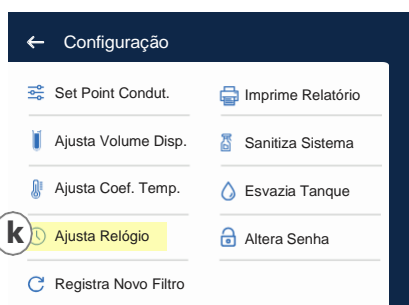 Configuração
Set Point Condut.
Imprime Relatório
Ajusta Volume Disp.
Sanitiza Sistema
Ajusta Coef. Temp.
Esvazia Tanque
k
Ajusta Relógio
Altera Senha
Registra Novo Filtro